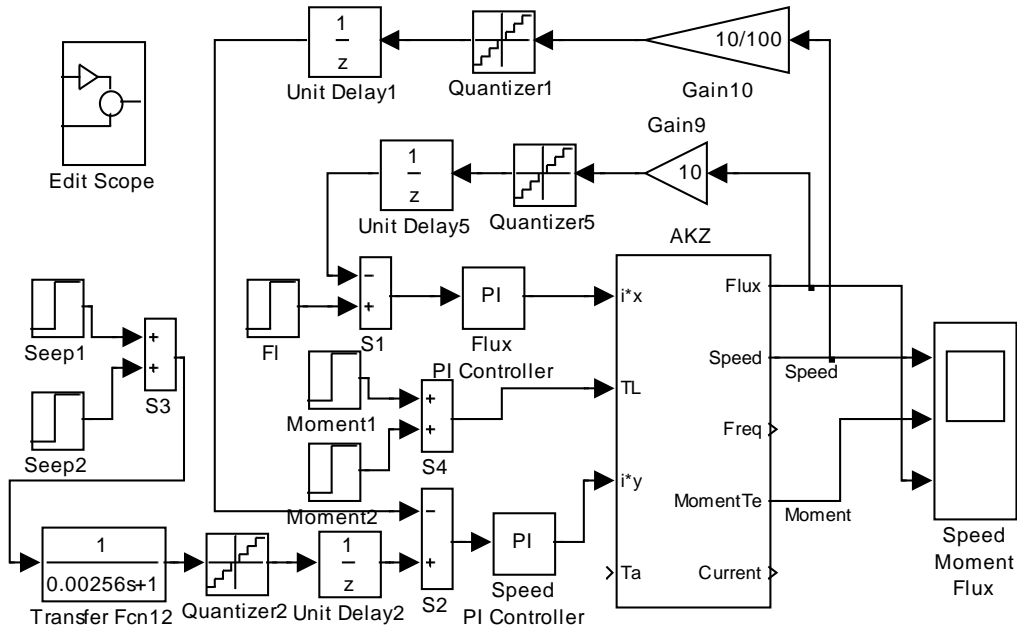 1
z
Unit Delay1
Quantizer1
10/100
Gain10
Edit Scope
1
z
Unit Delay5
Quantizer5
Gain9
10
AKZ
Seep1
Seep2
+
+
S3
FI
−
+
S1
PI
Flux
PI Controller
Moment1
Moment2
+
+
S4
−
+
S2
PI
Speed
PI Controller
i*x
TL
i*y
Ta
Flux
Speed
Freq
MomentTe
Current
Speed
Moment
Speed
Moment
Flux
1
0.00256s+1
Transfer Fcn12
Quantizer2
1
z
Unit Delay2